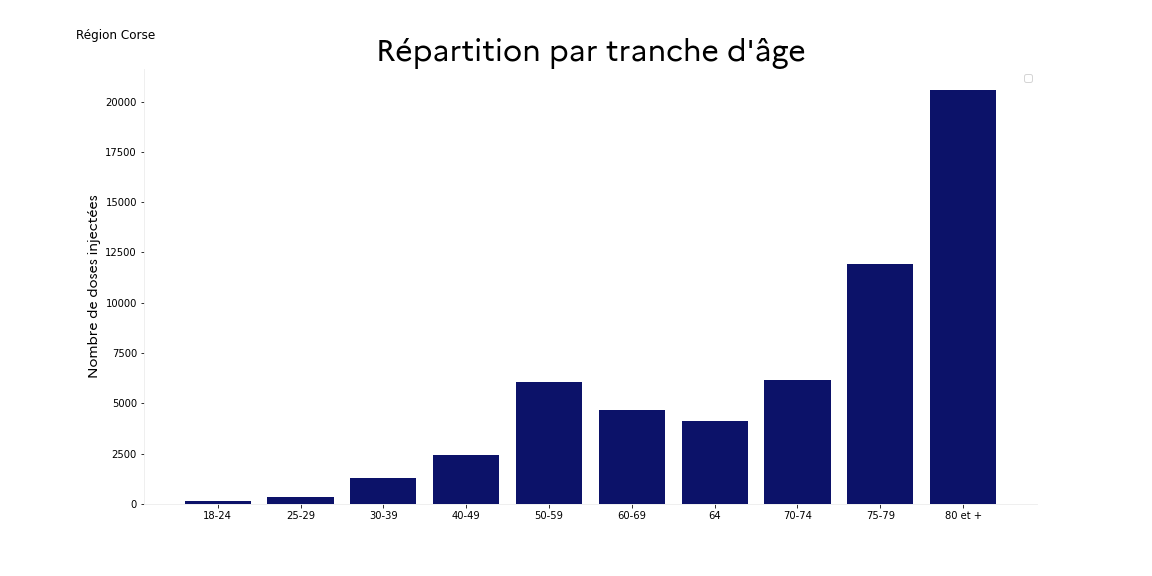 Région Corse
Répartition par tranche d'âge
Nombre de doses injectées
20000
17500
15000
12500
10000
7500
5000
2500
0
18-24 25-29 30-39 40-49 50-59 60-69 64 70-74 75-79 80 et +